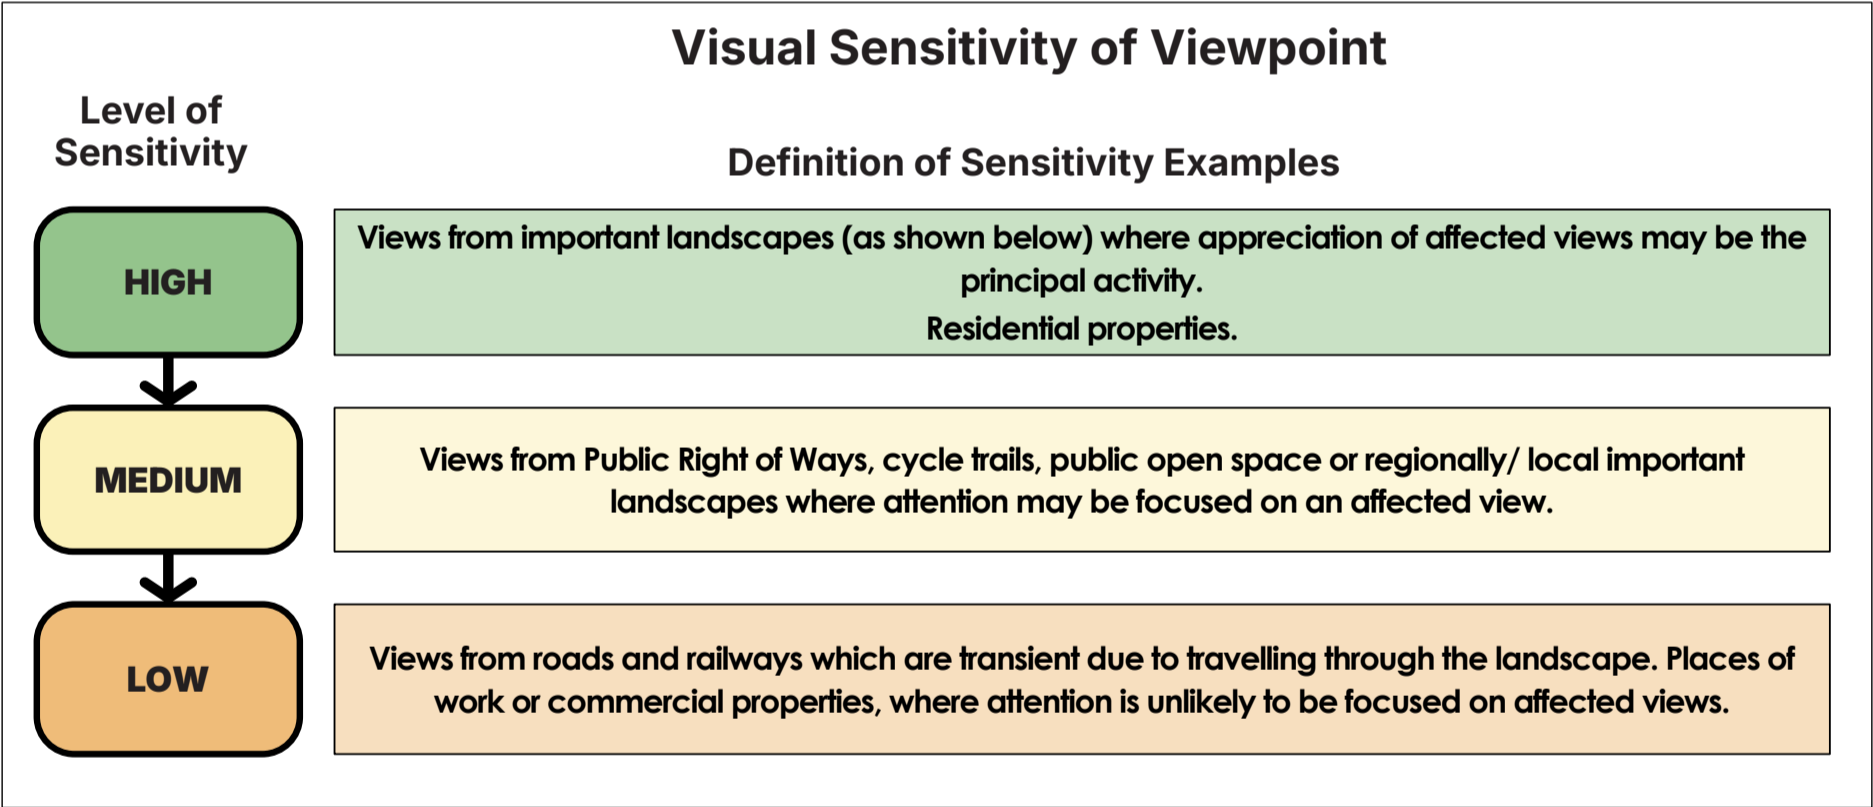 Visual Sensitivity of Viewpoint
Level of
Sensitivity
Definition of Sensitivity Examples
HIGH
Views from important landscapes (as shown below) where appreciation of affected views may be the
principal activity.
Residential properties.
MEDIUM
Views from Public Right of Ways, cycle trails, public open space or regionally/ local important
landscapes where attention may be focused on an affected view.
LOW
Views from roads and railways which are transient due to travelling through the landscape. Places of
work or commercial properties, where attention is unlikely to be focused on affected views.